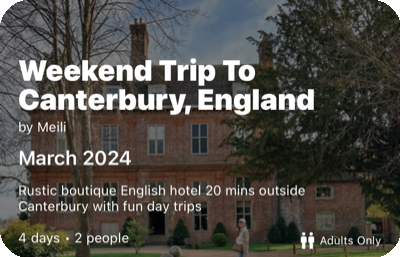 Weekend Trip To
Canterbury, England
by Meili
March 2024
Rustic boutique English hotel 20 mins outside
Canterbury with fun day trips
4 days • 2 people
Adults Only